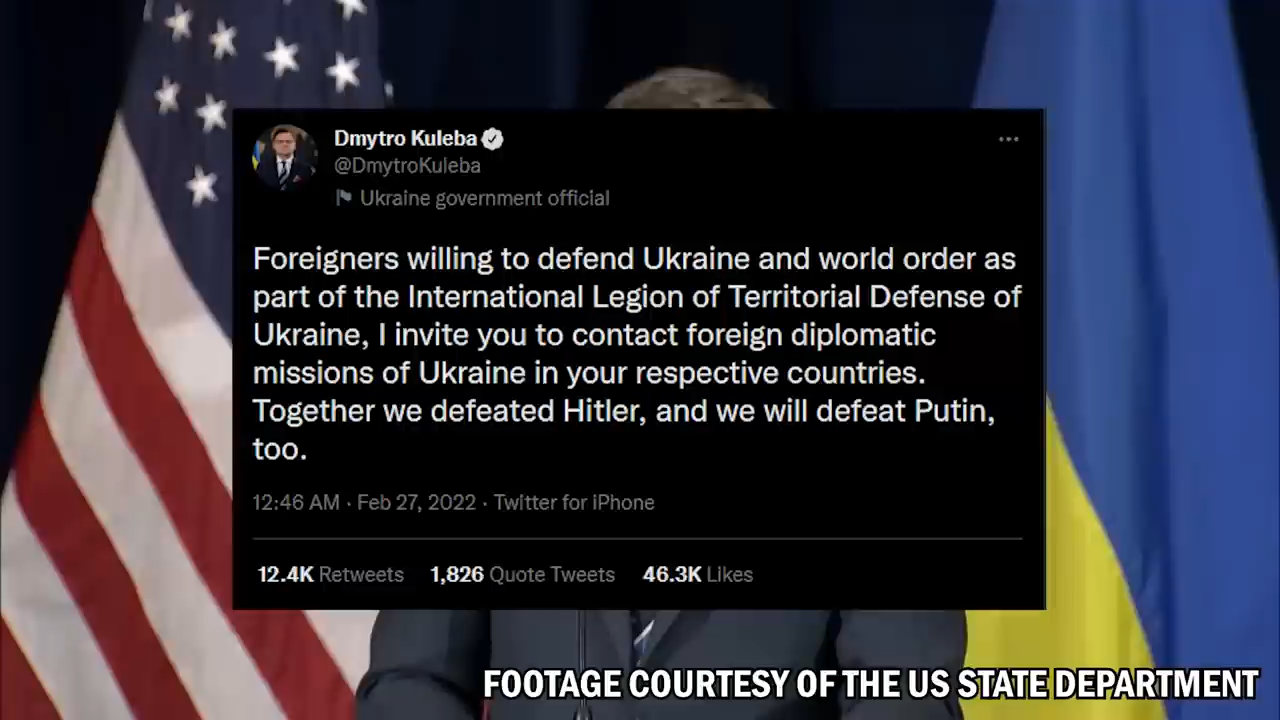 Dmytro Kuleba
@DmytroKuleba
Ukraine government official
Foreigners willing to defend Ukraine and world order as
part of the International Legion of Territorial Defense of
Ukraine, I invite you to contact foreign diplomatic
missions of Ukraine in your respective countries.
Together we defeated Hitler, and we will defeat Putin,
too.
12:46 AM · Feb 27, 2022 · Twitter for iPhone
12.4K Retweets 1,826 Quote Tweets 46.3K Likes
FOOTAGE COURTESY OF THE US STATE DEPARTMENT